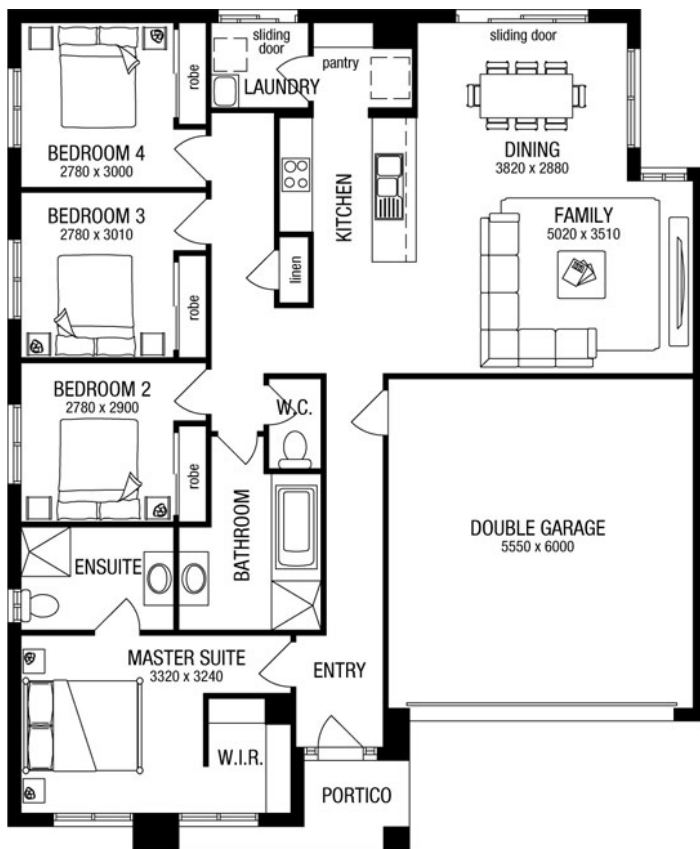 sliding
door
sliding door
robe
pantry
LAUNDRY
BEDROOM 4
2780 x 3000
DINING
3820 x 2880
KITCHEN
BEDROOM 3
2780 x 3010
FAMILY
5020 x 3510
linen
robe
BEDROOM 2
2780 x 2900
W.C.
robe
BATHROOM
DOUBLE GARAGE
5550 x 6000
ENSUITE
MASTER SUITE
3320 x 3240
ENTRY
W.I.R.
PORTICO